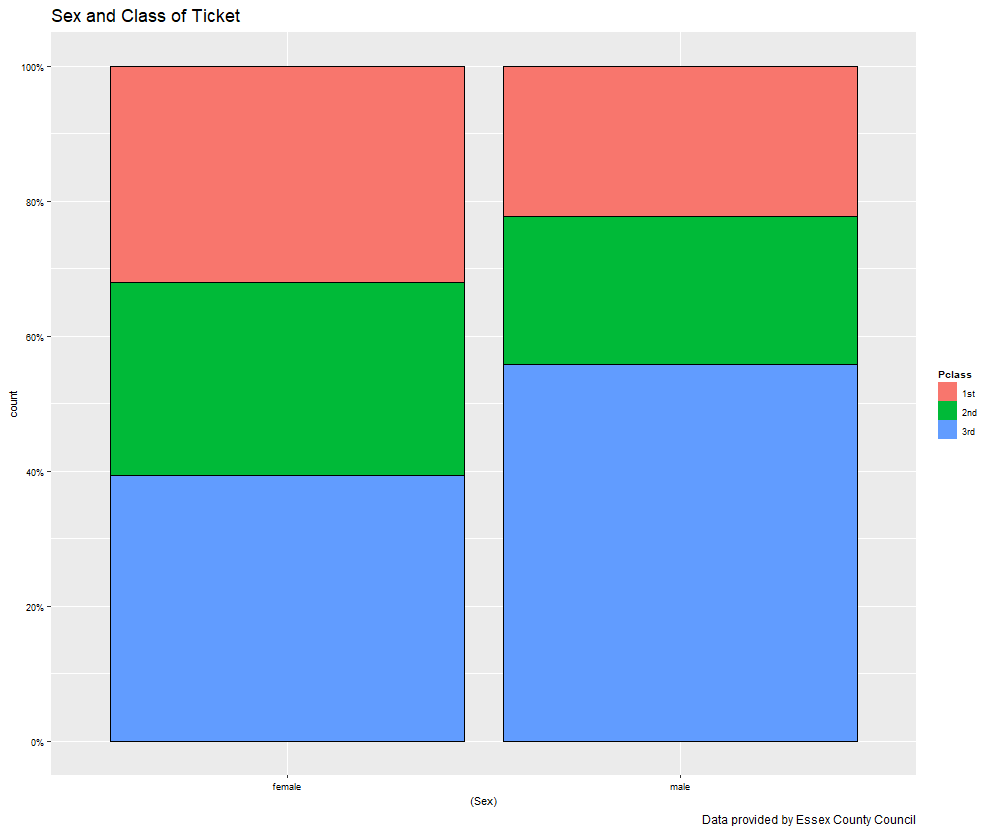 Sex and Class of Ticket
100%
80%
60%
40%
20%
0%
count
female
male
(Sex)
Pclass
1st
2nd
3rd
Data provided by Essex County Council